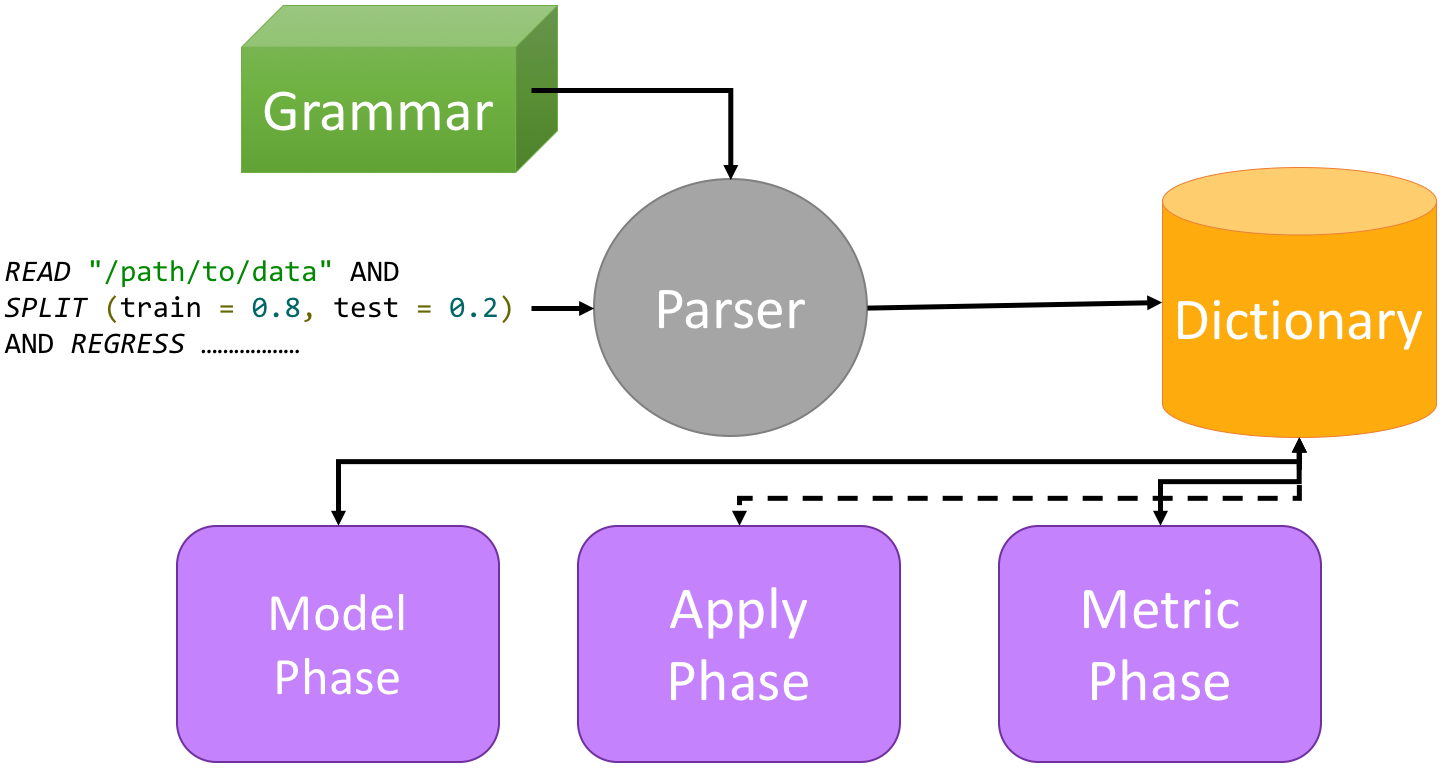 Grammar
READ "/path/to/data" AND
SPLIT (train = 0.8, test = 0.2)
AND REGRESS ………………
Parser
Dictionary
Model
Phase
Apply
Phase
Metric
Phase